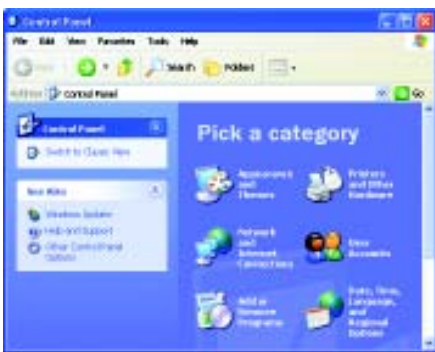 Control Panel
File Edit View Favorites Tools Help
Search Folders
Control Panel Go
Control Panel
Switch to Classic View
See Also
Windows Update
Help and Support
Other Control Panel
Options
Pick a category
Appearance
and
Themes
Printers
and Other
Hardware
Network
and
Internet
Connections
User
Accounts
Add or
Remove
Programs
Date, Time,
Language,
and
Regional
Options